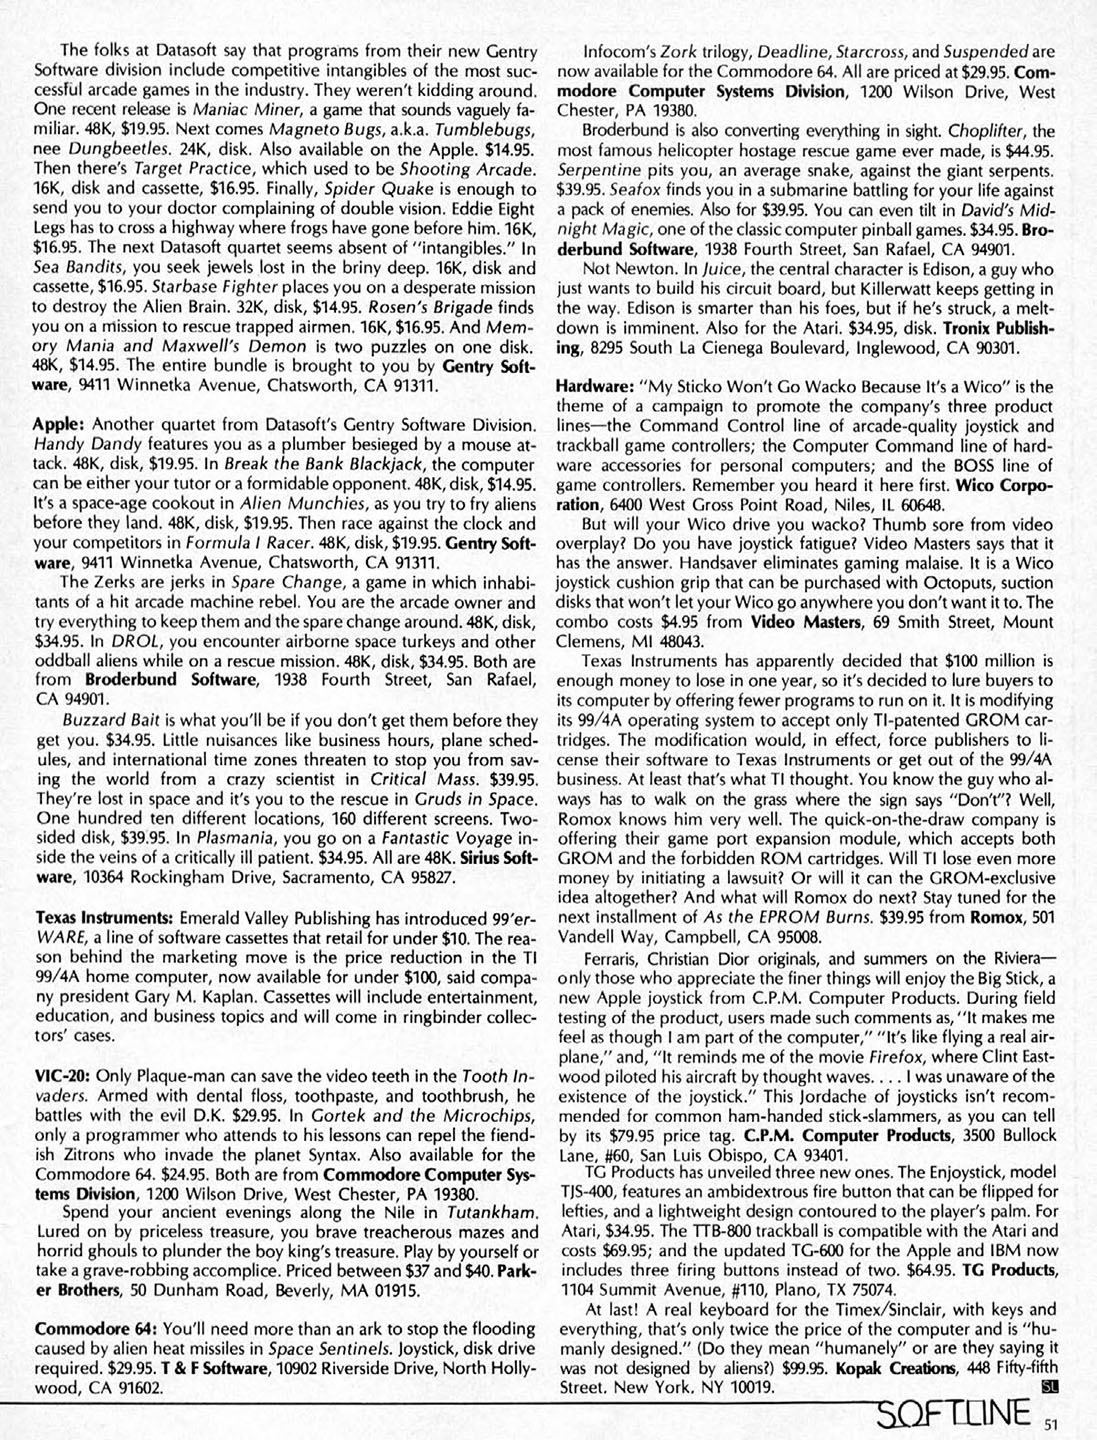 The folks at Datasoft say that programs from their new Gentry
Software division include competitive intangibles of the most suc-
cessful arcade games in the industry. They weren't kidding around.
One recent release is Maniac Miner, a game that sounds vaguely fa-
miliar. 48K, $19.95. Next comes Magneto Bugs, a.k.a. Tumblebugs,
nee Dungbeetles. 24K, disk. Also available on the Apple. $14.95.
Then there's Target Practice, which used to be Shooting Arcade.
16K, disk and cassette, $16.95. Finally, Spider Quake is enough to
send you to your doctor complaining of double vision. Eddie Eight
Legs has to cross a highway where frogs have gone before him. 16K,
$16.95. The next Datasoft quartet seems absent of "intangibles." In
Sea Bandits, you seek jewels lost in the briny deep. 16K, disk and
cassette, $16.95. Starbase Fighter places you on a desperate mission
to destroy the Alien Brain. 32K, disk, $14.95. Rosen's Brigade finds
you on a mission to rescue trapped airmen. 16K, $16.95. And Mem-
ory Mania and Maxwell's Demon is two puzzles on one disk.
48K, $14.95. The entire bundle is brought to you by Gentry Soft-
ware, 9411 Winnetka Avenue, Chatsworth, CA 91311.
Apple: Another quartet from Datasoft's Gentry Software Division.
Handy Dandy features you as a plumber besieged by a mouse at-
tack. 48K, disk, $19.95. In Break the Bank Blackjack, the computer
can be either your tutor or a formidable opponent. 48K, disk, $14.95.
It's a space-age cookout in Alien Munchies, as you try to fry aliens
before they land. 48K, disk, $19.95. Then race against the clock and
your competitors in Formula I Racer. 48K, disk, $19.95. Gentry Soft-
ware, 9411 Winnetka Avenue, Chatsworth, CA 91311.
The Zerks are jerks in Spare Change, a game in which inhabi-
tants of a hit arcade machine rebel. You are the arcade owner and
try everything to keep them and the spare change around. 48K, disk,
$34.95. In DROL, you encounter airborne space turkeys and other
oddball aliens while on a rescue mission. 48K, disk, $34.95. Both are
from Broderbund Software, 1938 Fourth Street, San Rafael,
CA 94901.
Buzzard Bait is what you'll be if you don't get them before they
get you. $34.95. Little nuisances like business hours, plane sched-
ules, and international time zones threaten to stop you from sav-
ing the world from a crazy scientist in Critical Mass. $39.95.
They're lost in space and it's you to the rescue in Gruds in Space.
One hundred ten different locations, 160 different screens. Two-
sided disk, $39.95. In Plasmania, you go on a Fantastic Voyage in-
side the veins of a critically ill patient. $34.95. All are 48K. Sirius Soft-
ware, 10364 Rockingham Drive, Sacramento, CA 95827.
Texas Instruments: Emerald Valley Publishing has introduced 99'er-
WARE, a line of software cassettes that retail for under $10. The rea-
son behind the marketing move is the price reduction in the TI
99/4A home computer, now available for under $100, said compa-
ny president Gary M. Kaplan. Cassettes will include entertainment,
education, and business topics and will come in ringbinder collec-
tors' cases.
VIC-20: Only Plaque-man can save the video teeth in the Tooth In-
vaders. Armed with dental floss, toothpaste, and toothbrush, he
battles with the evil D.K. $29.95. In Gortek and the Microchips,
only a programmer who attends to his lessons can repel the fiend-
ish Zitrons who invade the planet Syntax. Also available for the
Commodore 64. $24.95. Both are from Commodore Computer Sys-
tems Division, 1200 Wilson Drive, West Chester, PA 19380.
Spend your ancient evenings along the Nile in Tutankham.
Lured on by priceless treasure, you brave treacherous mazes and
horrid ghouls to plunder the boy king's treasure. Play by yourself or
take a grave-robbing accomplice. Priced between $37 and $40. Park-
er Brothers, 50 Dunham Road, Beverly, MA 01915.
Commodore 64: You'll need more than an ark to stop the flooding
caused by alien heat missiles in Space Sentinels. Joystick, disk drive
required. $29.95. T & F Software, 10902 Riverside Drive, North Holly-
wood, CA 91602.
Infocom's Zork trilogy, Deadline, Starcross, and Suspended are
now available for the Commodore 64. All are priced at $29.95. Com-
modore Computer Systems Division, 1200 Wilson Drive, West
Chester, PA 19380.
Broderbund is also converting everything in sight. Choplifter, the
most famous helicopter hostage rescue game ever made, is $44.95.
Serpentine pits you, an average snake, against the giant serpents.
$39.95. Seafox finds you in a submarine battling for your life against
a pack of enemies. Also for $39.95. You can even tilt in David's Mid-
night Magic, one of the classic computer pinball games. $34.95. Bro-
derbund Software, 1938 Fourth Street, San Rafael, CA 94901.
Not Newton. In Juice, the central character is Edison, a guy who
just wants to build his circuit board, but Killerwatt keeps getting in
the way. Edison is smarter than his foes, but if he's struck, a melt-
down is imminent. Also for the Atari. $34.95, disk. Tronix Publish-
ing, 8295 South La Cienega Boulevard, Inglewood, CA 90301.
Hardware: "My Sticko Won't Go Wacko Because It's a Wico" is the
theme of a campaign to promote the company's three product
lines—the Command Control line of arcade-quality joystick and
trackball game controllers; the Computer Command line of hard-
ware accessories for personal computers; and the BOSS line of
game controllers. Remember you heard it here first. Wico Corpo-
ration, 6400 West Gross Point Road, Niles, IL 60648.
But will your Wico drive you wacko? Thumb sore from video
overplay? Do you have joystick fatigue? Video Masters says that it
has the answer. Handsaver eliminates gaming malaise. It is a Wico
joystick cushion grip that can be purchased with Octoputs, suction
disks that won't let your Wico go anywhere you don't want it to. The
combo costs $4.95 from Video Masters, 69 Smith Street, Mount
Clemens, MI 48043.
Texas Instruments has apparently decided that $100 million is
enough money to lose in one year, so it's decided to lure buyers to
its computer by offering fewer programs to run on it. It is modifying
its 99/4A operating system to accept only TI-patented GROM car-
tridges. The modification would, in effect, force publishers to li-
cense their software to Texas Instruments or get out of the 99/4A
business. At least that's what TI thought. You know the guy who al-
ways has to walk on the grass where the sign says "Don't"? Well,
Romox knows him very well. The quick-on-the-draw company is
offering their game port expansion module, which accepts both
GROM and the forbidden ROM cartridges. Will TI lose even more
money by initiating a lawsuit? Or will it can the GROM-exclusive
idea altogether? And what will Romox do next? Stay tuned for the
next installment of As the EPROM Burns. $39.95 from Romox, 501
Vandell Way, Campbell, CA 95008.
Ferraris, Christian Dior originals, and summers on the Riviera—
only those who appreciate the finer things will enjoy the Big Stick, a
new Apple joystick from C.P.M. Computer Products. During field
testing of the product, users made such comments as, "It makes me
feel as though I am part of the computer," "It's like flying a real air-
plane," and, "It reminds me of the movie Firefox, where Clint East-
wood piloted his aircraft by thought waves. . . . I was unaware of the
existence of the joystick." This Jordache of joysticks isn't recom-
mended for common ham-handed stick-slammers, as you can tell
by its $79.95 price tag. C.P.M. Computer Products, 3500 Bullock
Lane, #60, San Luis Obispo, CA 93401.
TG Products has unveiled three new ones. The Enjoystick, model
TJS-400, features an ambidextrous fire button that can be flipped for
lefties, and a lightweight design contoured to the player's palm. For
Atari, $34.95. The TTB-800 trackball is compatible with the Atari and
costs $69.95; and the updated TG-600 for the Apple and IBM now
includes three firing buttons instead of two. $64.95. TG Products,
1104 Summit Avenue, #110, Plano, TX 75074.
At last! A real keyboard for the Timex/Sinclair, with keys and
everything, that's only twice the price of the computer and is "hu-
manly designed." (Do they mean "humanely" or are they saying it
was not designed by aliens?) $99.95. Kopak Creations, 448 Fifty-fifth
Street, New York, NY 10019. SL
SOFTLINE 51